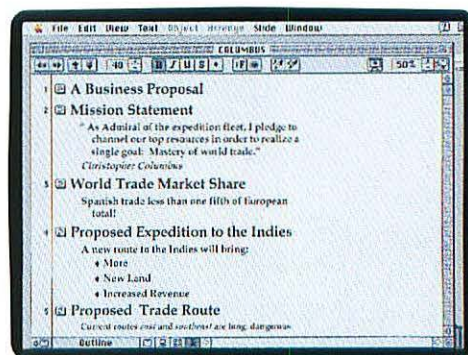 File Edit View Text Object Arrange Slide Window
COLUMBUS
40 B I U S 50%
1 A Business Proposal
2 Mission Statement
"As Admiral of the expedition fleet, I pledge to
channel our top resources in order to realize a
single goal: Mastery of world trade."
Christopher Columbus
3 World Trade Market Share
Spanish trade less than one fifth of European
total!
4 Proposed Expedition to the Indies
A new route to the Indies will bring:
♦ More
♦ New Land
♦ Increased Revenue
5 Proposed Trade Route
Current routes east and southeast are long, dangerous
Outline